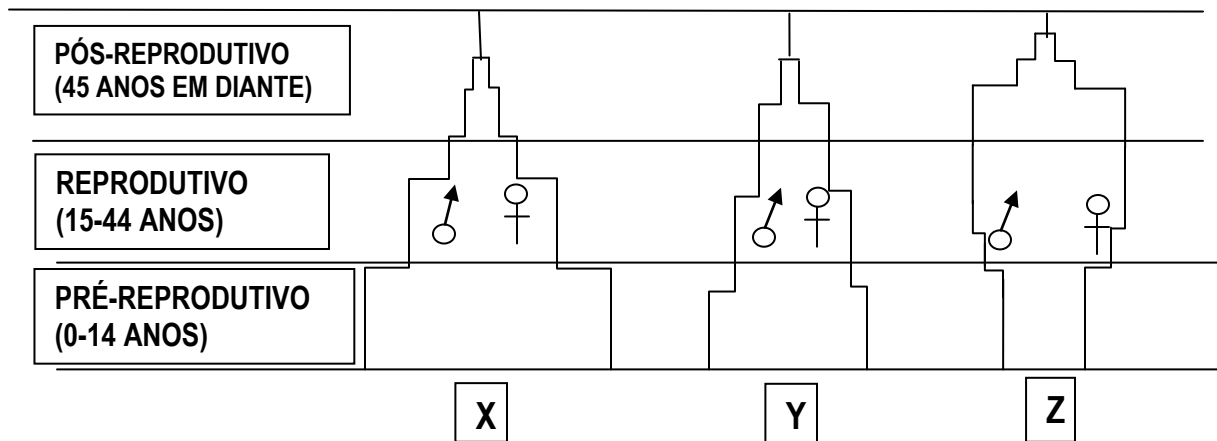 PÓS-REPRODUTIVO
(45 ANOS EM DIANTE)
REPRODUTIVO
(15-44 ANOS)
PRÉ-REPRODUTIVO
(0-14 ANOS)
X
Y
Z